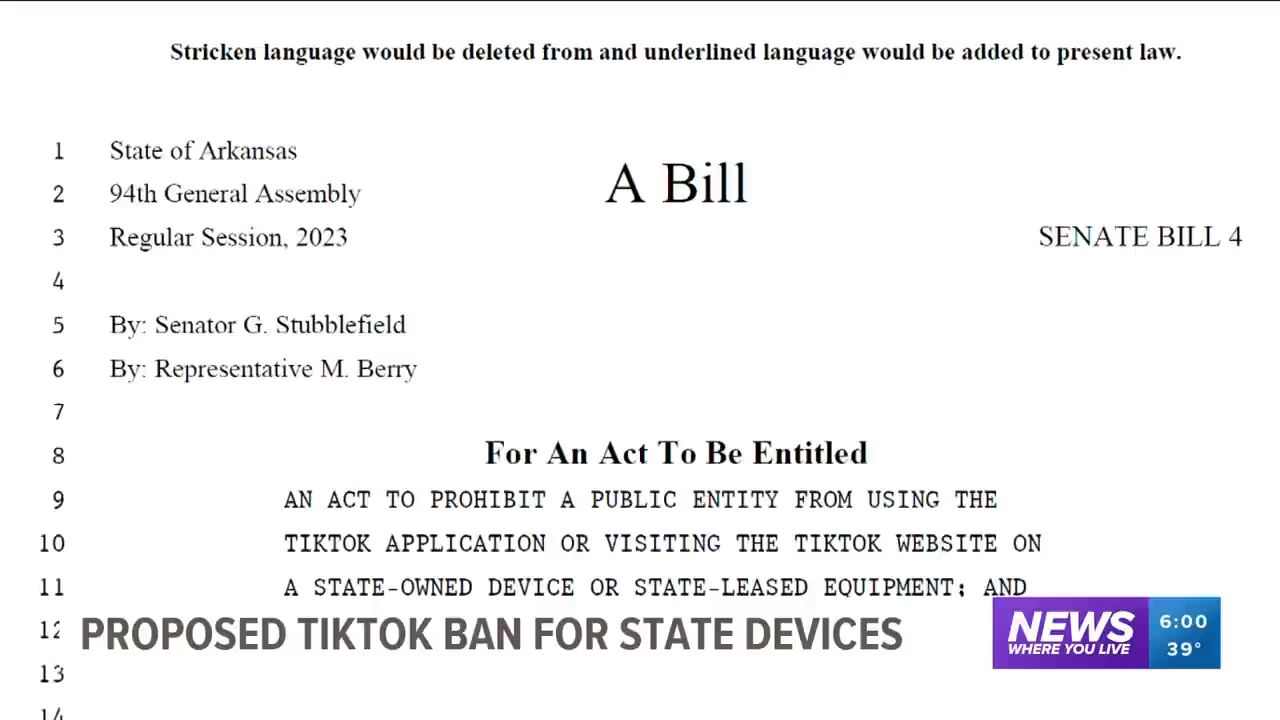 Stricken language would be deleted from and underlined language would be added to present law.
1 State of Arkansas
A Bill
2 94th General Assembly
3 Regular Session, 2023
SENATE BILL 4
4
5 By: Senator G. Stubblefield
6 By: Representative M. Berry
7
8 For An Act To Be Entitled
9 AN ACT TO PROHIBIT A PUBLIC ENTITY FROM USING THE
10 TIKTOK APPLICATION OR VISITING THE TIKTOK WEBSITE ON
11 A STATE-OWNED DEVICE OR STATE-LEASED EQUIPMENT; AND
12
PROPOSED TIKTOK BAN FOR STATE DEVICES
NEWS
WHERE YOU LIVE
6:00
39°
13
14